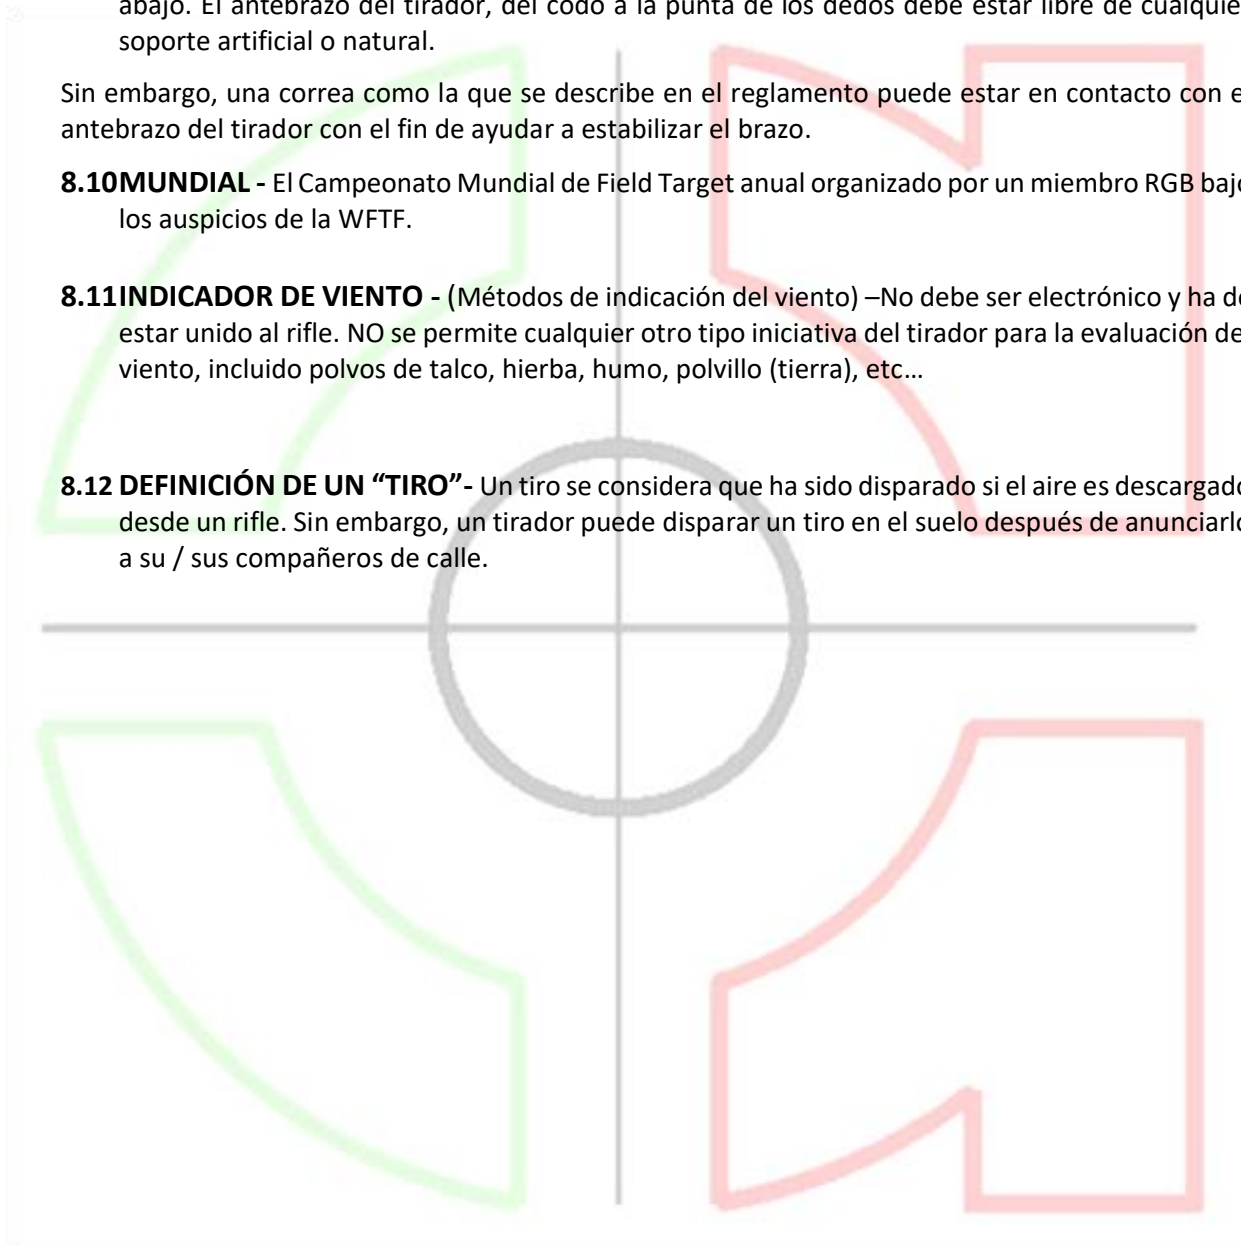 abajo. El antebrazo del tirador, del codo a la punta de los dedos debe estar libre de cualquie
soporte artificial o natural.
Sin embargo, una correa como la que se describe en el reglamento puede estar en contacto con e
antebrazo del tirador con el fin de ayudar a estabilizar el brazo.
8.10MUNDIAL - El Campeonato Mundial de Field Target anual organizado por un miembro RGB bajo
los auspicios de la WFTF.
8.11INDICADOR DE VIENTO - (Métodos de indicación del viento) –No debe ser electrónico y ha de
estar unido al rifle. NO se permite cualquier otro tipo iniciativa del tirador para la evaluación de
viento, incluido polvos de talco, hierba, humo, polvillo (tierra), etc…
8.12 DEFINICIÓN DE UN “TIRO”- Un tiro se considera que ha sido disparado si el aire es descargado
desde un rifle. Sin embargo, un tirador puede disparar un tiro en el suelo después de anunciarlo
a su / sus compañeros de calle.